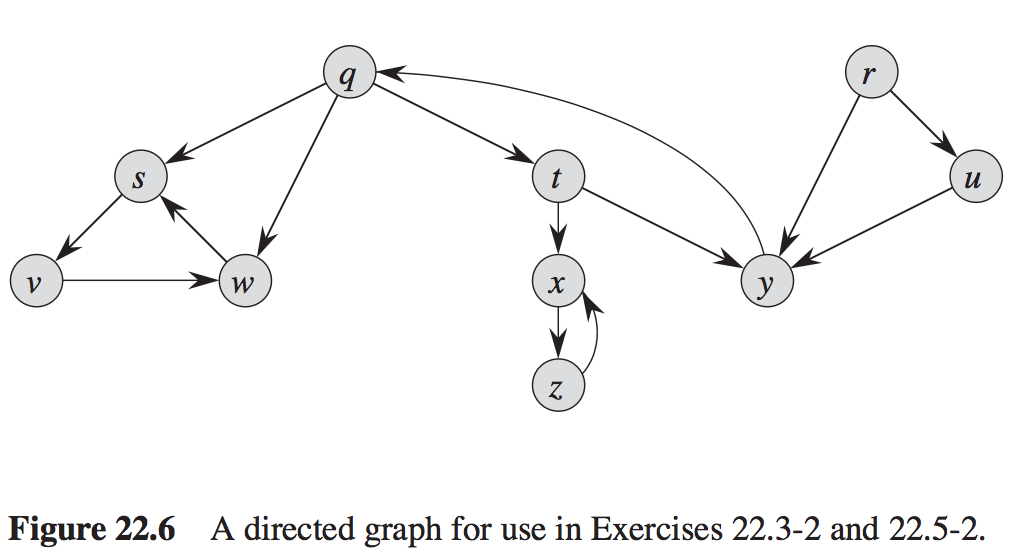 q
r
s
t
u
v
w
x
y
z
Figure 22.6 A directed graph for use in Exercises 22.3-2 and 22.5-2.